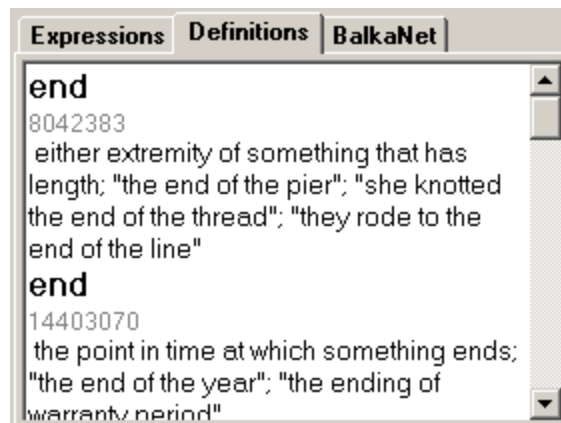 Expressions Definitions BalkaNet
end
8042383
either extremity of something that has
length; "the end of the pier"; "she knotted
the end of the thread"; "they rode to the
end of the line"
end
14403070
the point in time at which something ends;
"the end of the year"; "the ending of
warranty period"